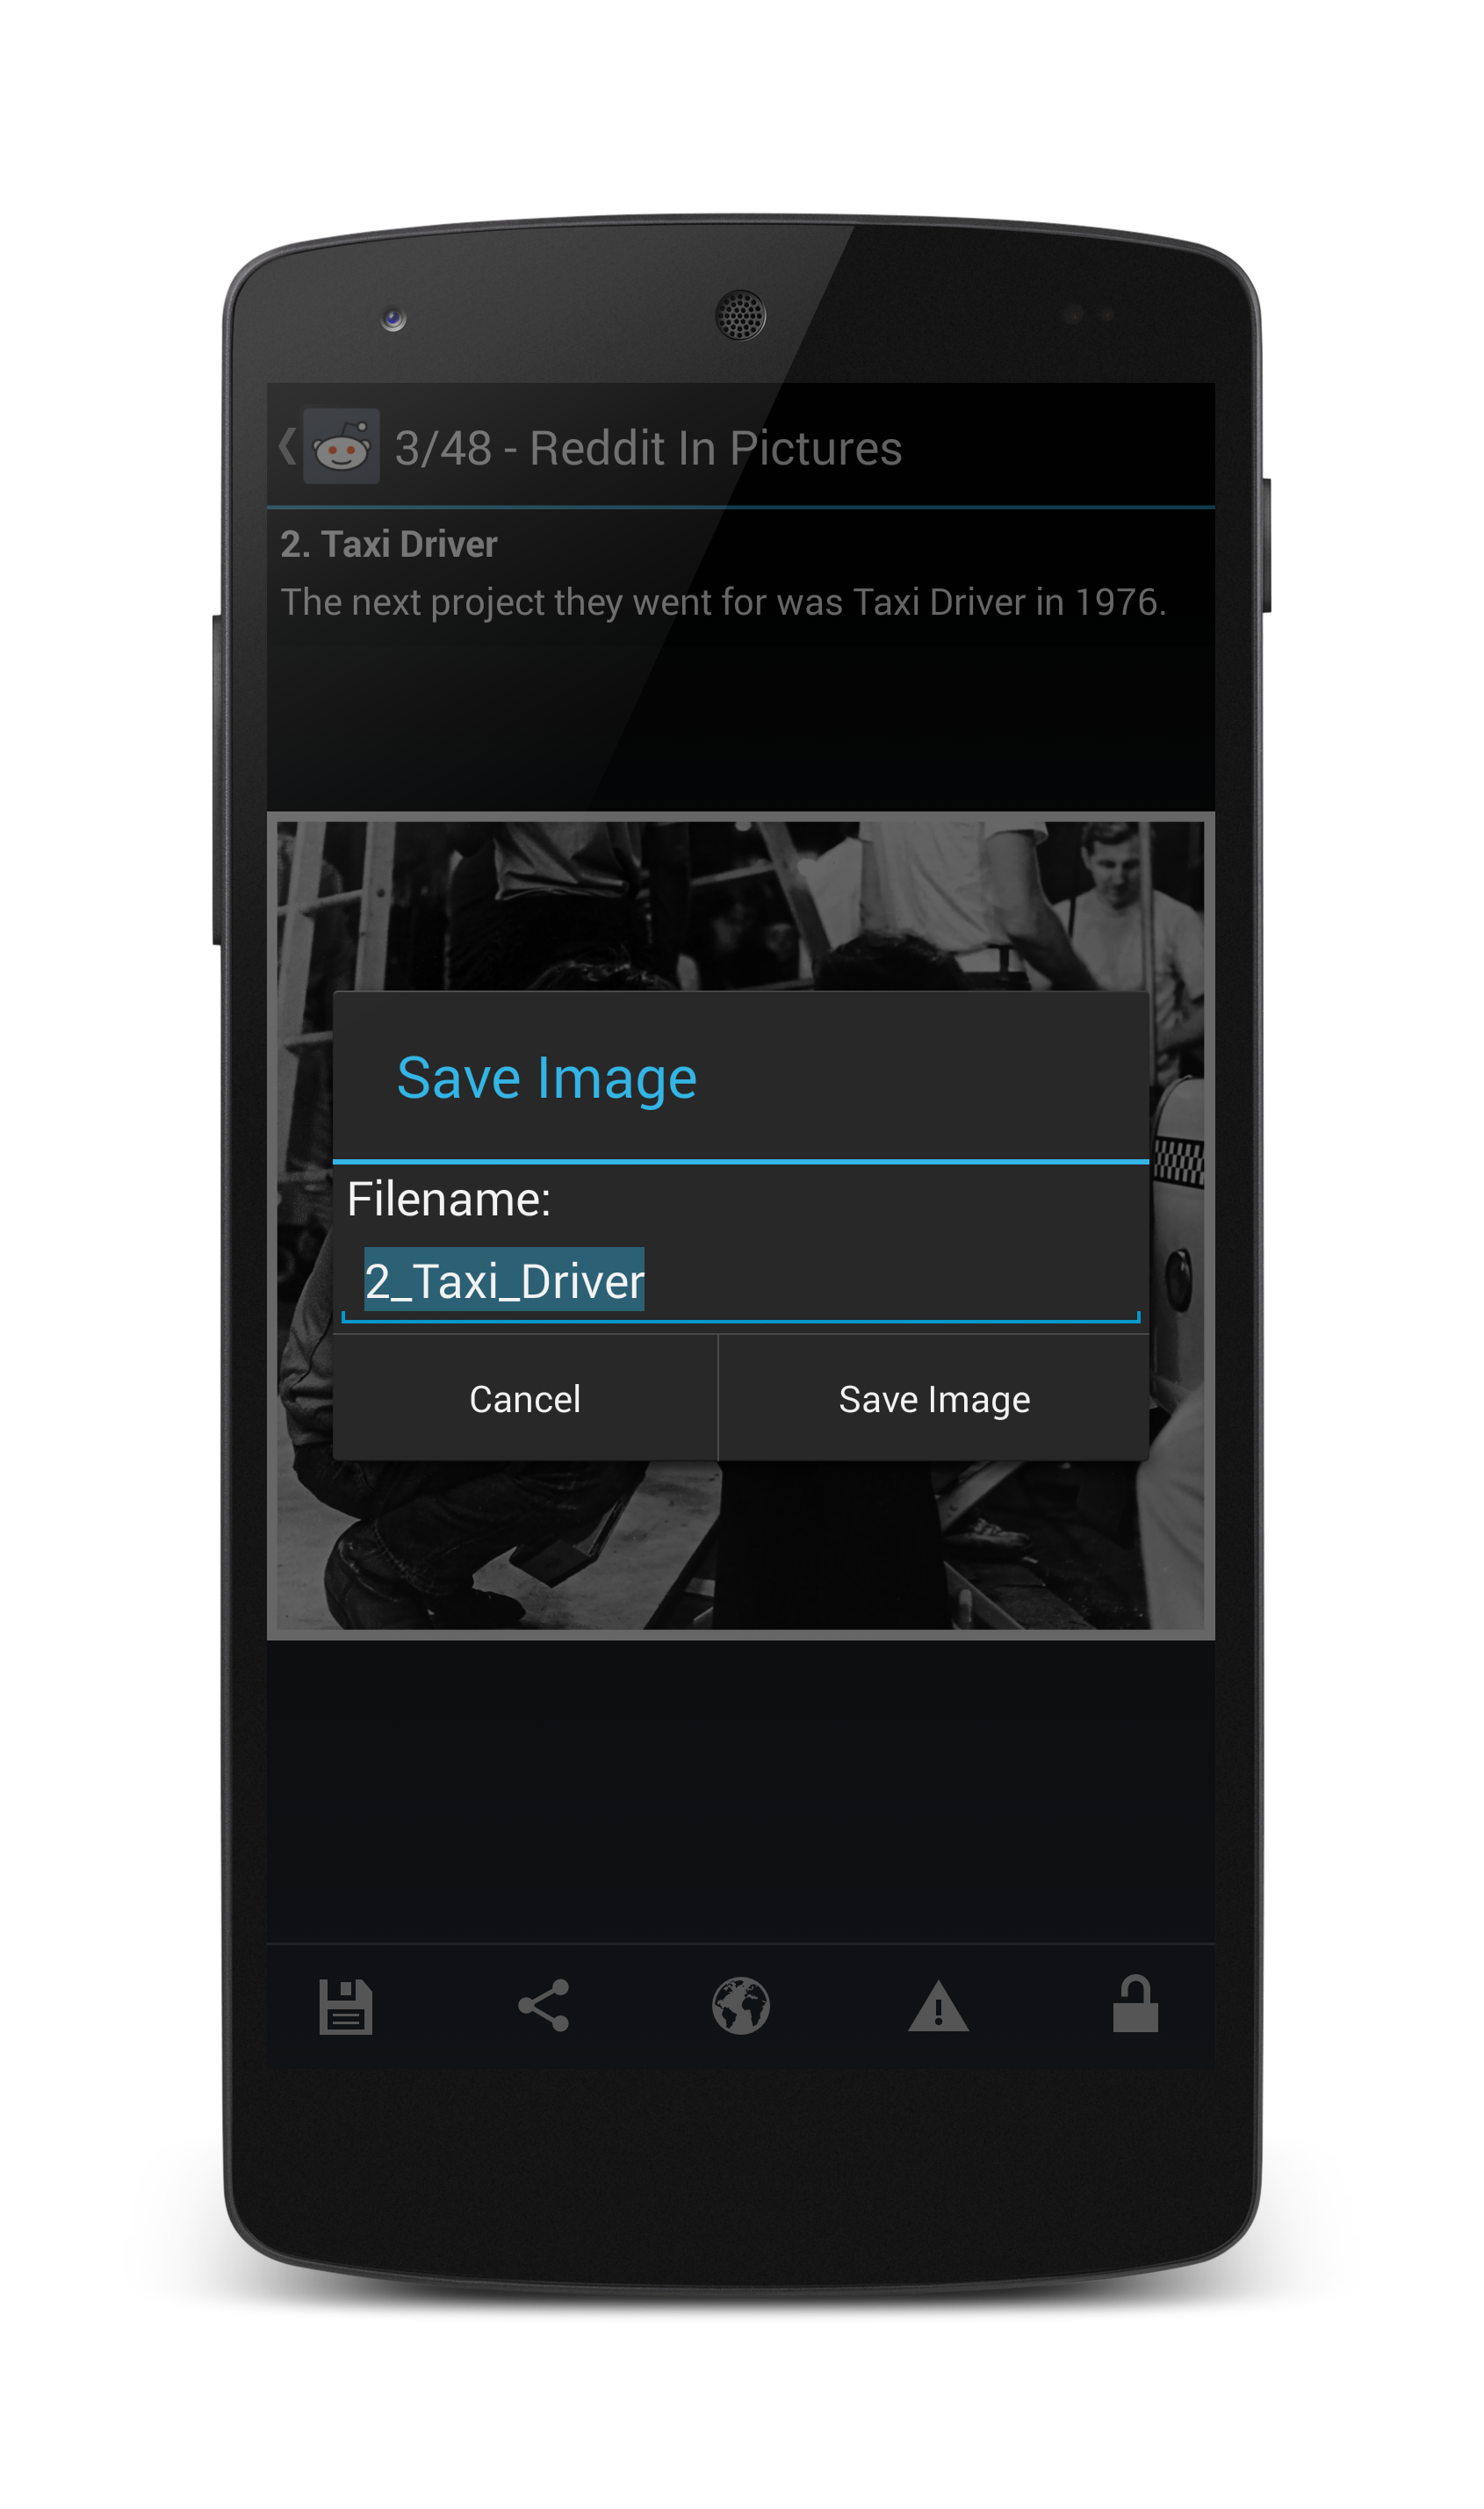 3/48 - Reddit In Pictures
2. Taxi Driver
The next project they went for was Taxi Driver in 1976.
Save Image
Filename:
2_Taxi_Driver
Cancel
Save Image